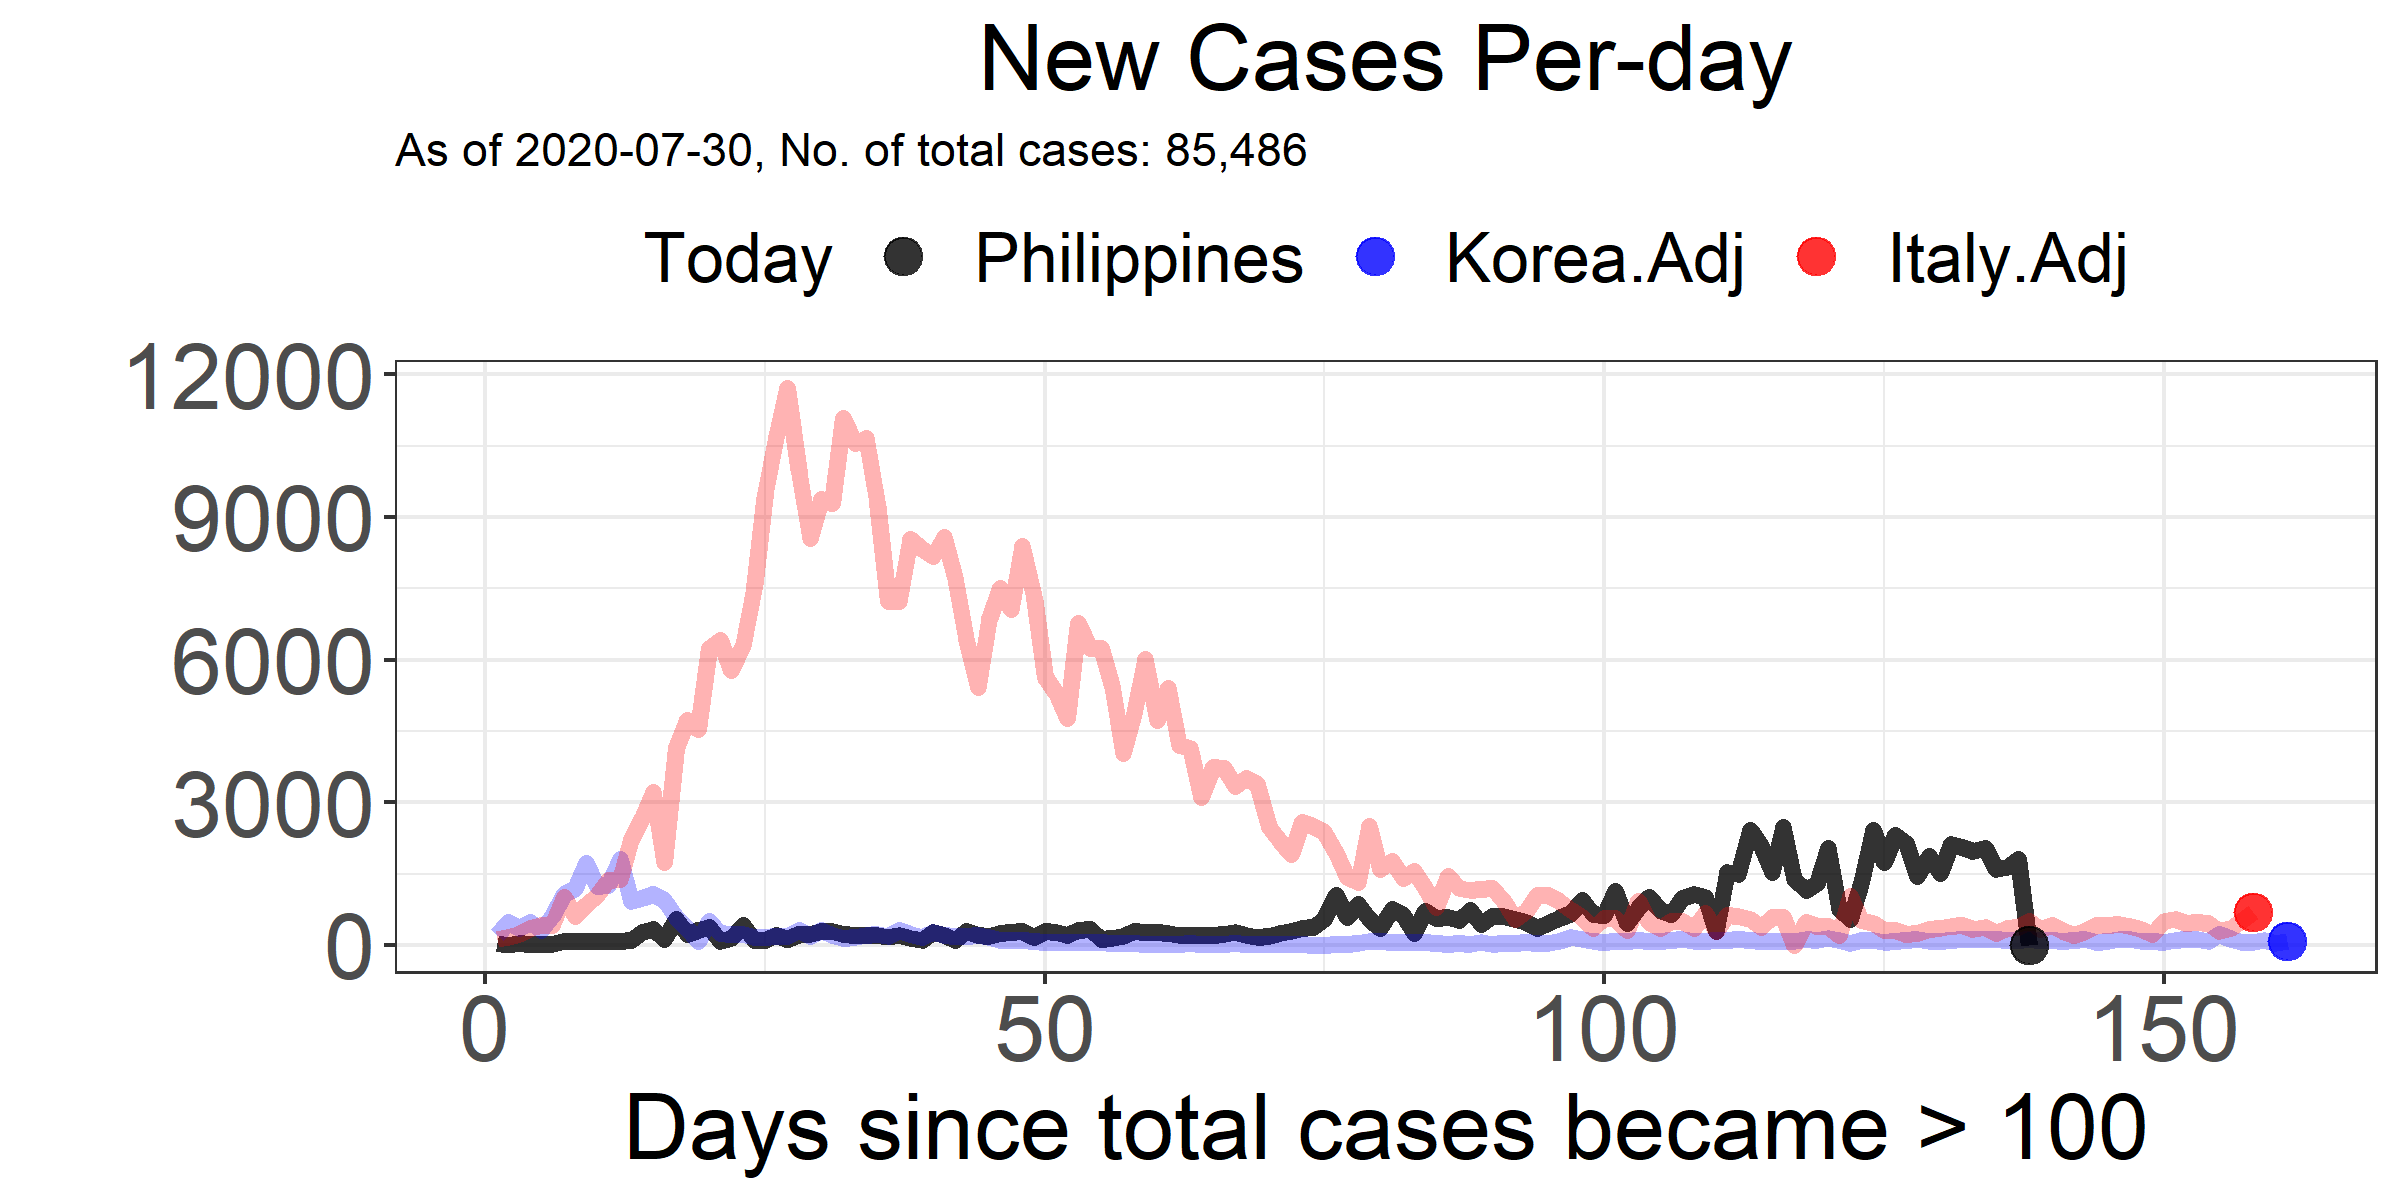 New Cases Per-day
As of 2020-07-30, No. of total cases: 85,486
Today Philippines Korea.Adj Italy.Adj
12000
9000
6000
3000
0
0 50 100 150
Days since total cases became > 100